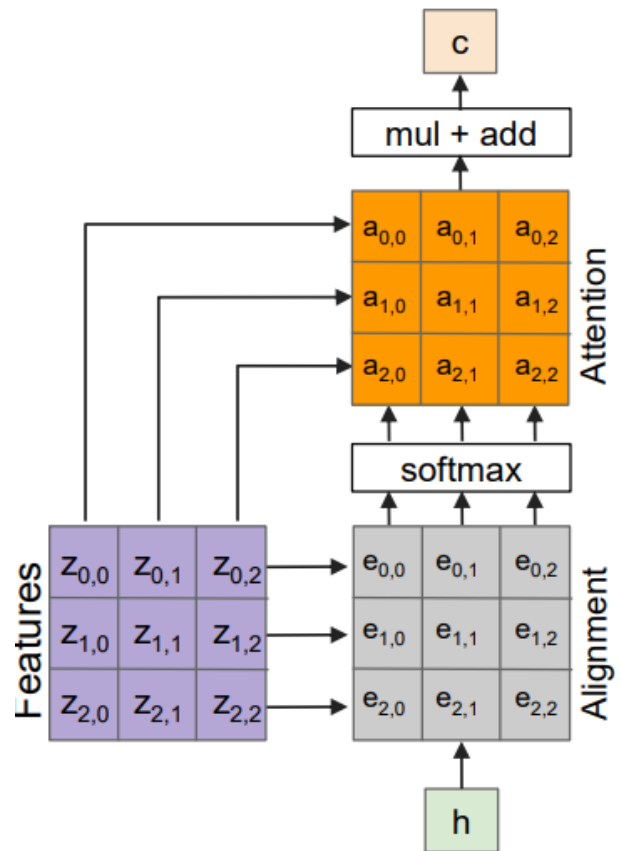 c
mul + add
a0,0 a0,1 a0,2
a1,0 a1,1 a1,2
a2,0 a2,1 a2,2
Attention
softmax
Features
z0,0 z0,1 z0,2
z1,0 z1,1 z1,2
z2,0 z2,1 z2,2
e0,0 e0,1 e0,2
e1,0 e1,1 e1,2
e2,0 e2,1 e2,2
Alignment
h